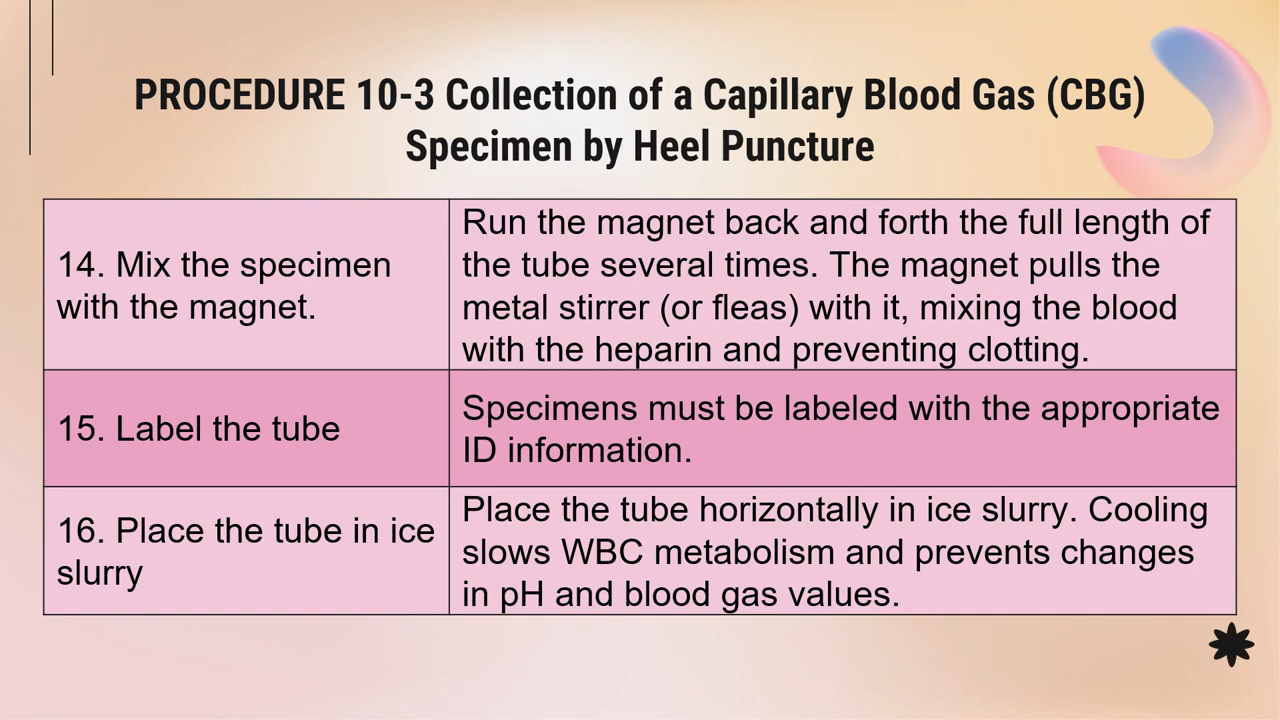 PROCEDURE 10-3 Collection of a Capillary Blood Gas (CBG)
Specimen by Heel Puncture
14. Mix the specimen
with the magnet.
Run the magnet back and forth the full length of
the tube several times. The magnet pulls the
metal stirrer (or fleas) with it, mixing the blood
with the heparin and preventing clotting.
15. Label the tube
Specimens must be labeled with the appropriate
ID information.
16. Place the tube in ice
slurry
Place the tube horizontally in ice slurry. Cooling
slows WBC metabolism and prevents changes
in pH and blood gas values.